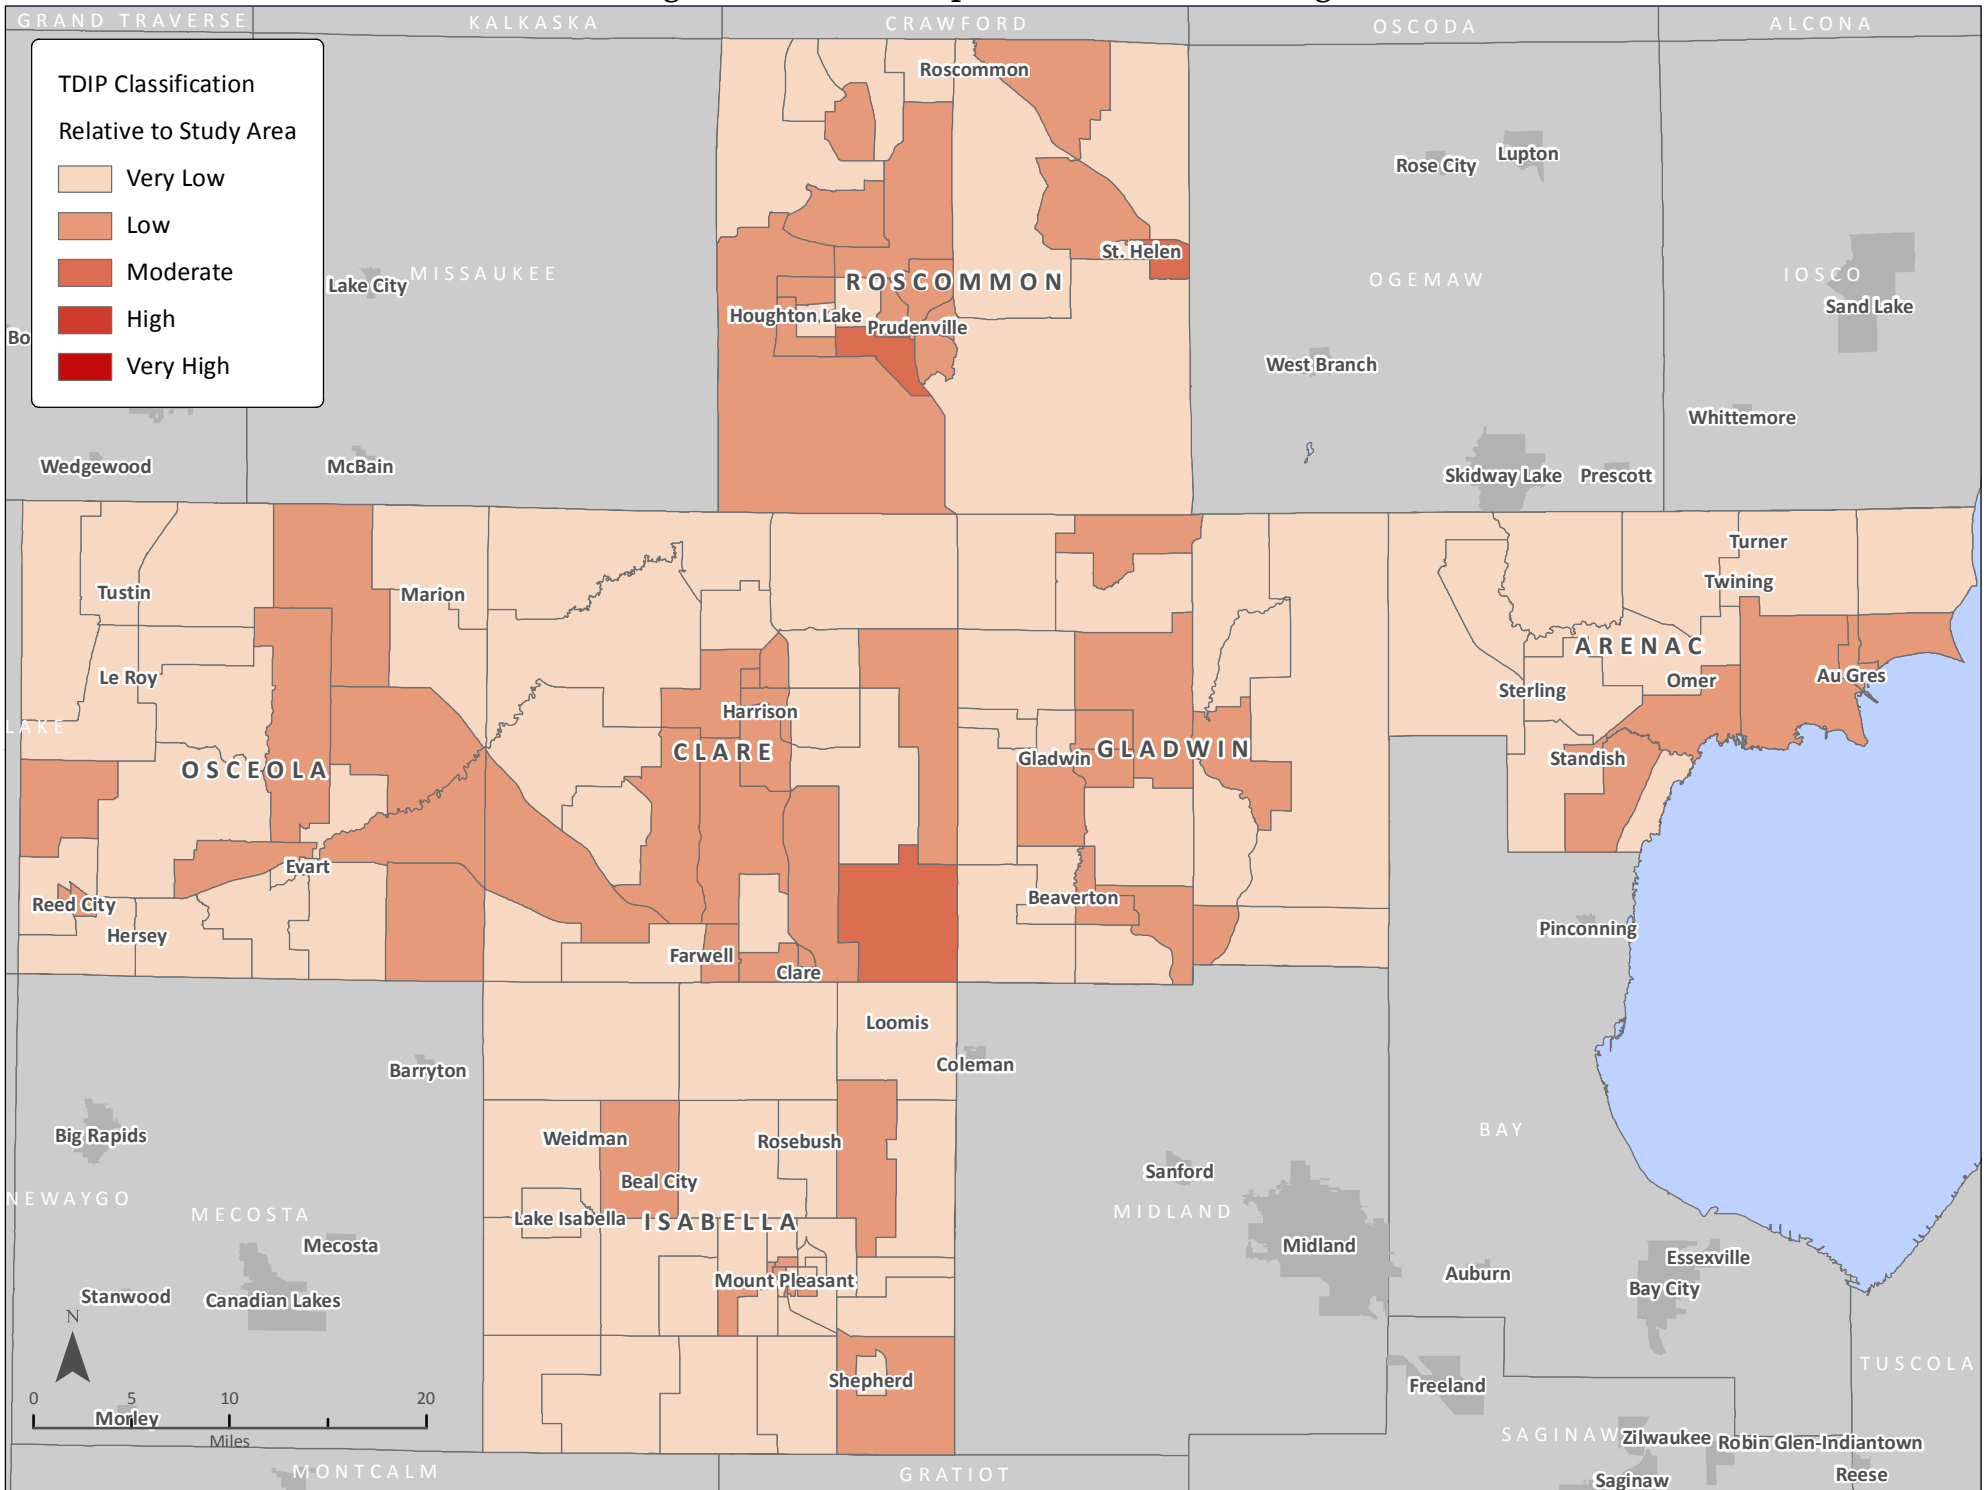 GRAND TRAVERSE
KALKASKA
CRAWFORD
OSCODA
ALCONA
TDIP Classification
Relative to Study Area
Very Low
Low
Moderate
High
Very High
Roscommon
Rose City
Lupton
St. Helen
Lake City
MISSAUKEE
ROSCOMMON
OGEMAW
IOSCO
Sand Lake
Houghton Lake
Prudenville
Bo
West Branch
Whittemore
Wedgewood
McBain
Skidway Lake
Prescott
Turner
Twining
Tustin
Marion
ARENAC
Le Roy
Sterling
Omer
Au Gres
Harrison
LAKE
CLARE
GLADWIN
Gladwin
Standish
OSCEOLA
Evart
Reed City
Beaverton
Hersey
Pinconning
Farwell
Clare
Loomis
Coleman
Barryton
Big Rapids
Weidman
Rosebush
BAY
Beal City
Sanford
NEWAYGO
MECOSTA
Lake Isabella
ISABELLA
MIDLAND
Mecosta
Midland
Essexville
Mount Pleasant
Auburn
Bay City
Stanwood
Canadian Lakes
N
TUSCOLA
Shepherd
Freeland
0 5 10 20
Morley
Miles
SAGINAW
Zilwaukee
Robin Glen-Indiantown
MONTCALM
GRATIOT
Reese
Saginaw